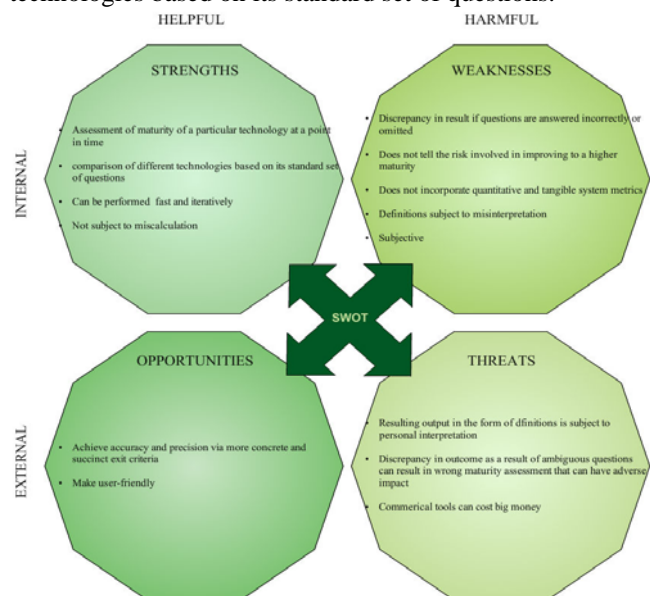 technologies based on its standard set of questions.
HELPFUL
HARMFUL
INTERNAL
STRENGTHS
• Assessment of maturity of a particular technology at a point
in time
• comparison of different technologies based on its standard set
of questions
• Can be performed fast and iteratively
• Not subject to miscalculation
WEAKNESSES
• Discrepancy in result if questions are answered incorrectly or
omitted
• Does not tell the risk involved in improving to a higher
maturity
• Does not incorporate quantitative and tangible system metrics
• Definitions subject to misinterpretation
• Subjective
SWOT
EXTERNAL
OPPORTUNITIES
• Achieve accuracy and precision via more concrete and
succinct exit criteria
• Make user-friendly
THREATS
• Resulting output in the form of dfinitions is subject to
personal interpretation
• Discrepancy in outcome as a result of ambiguous questions
can result in wrong maturity assessment that can have adverse
impact
• Commerical tools can cost big money